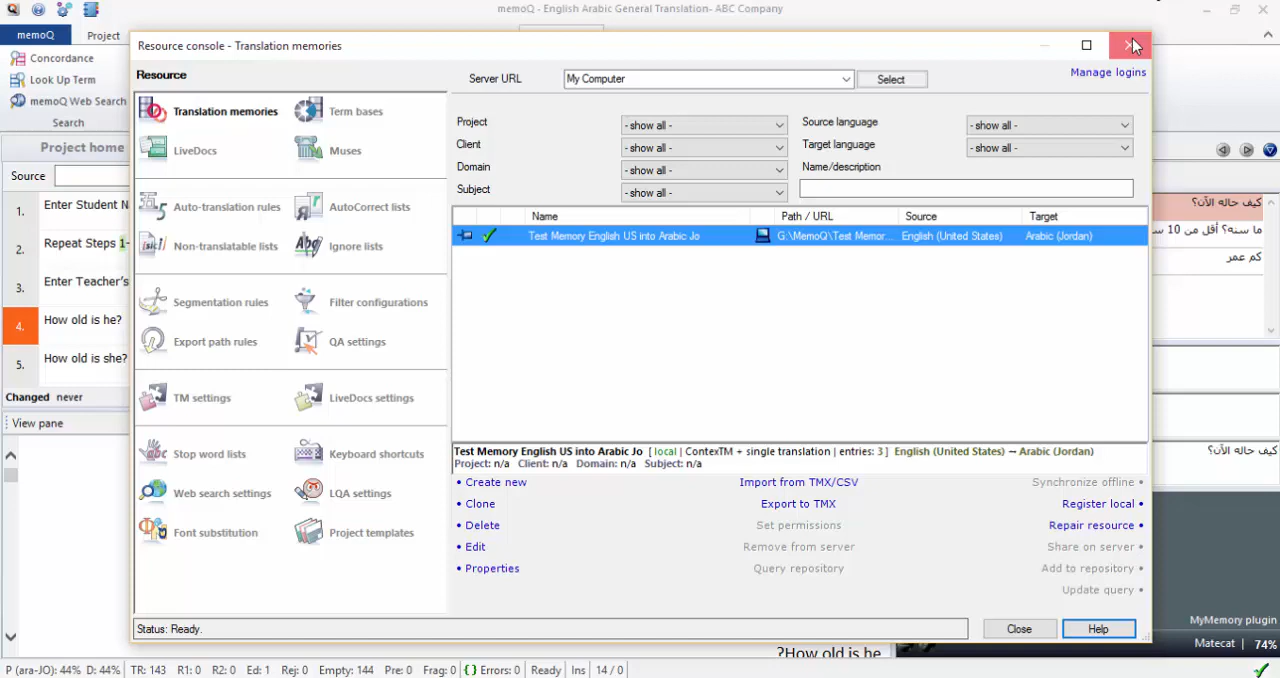 memoQ - English Arabic General Translation- ABC Company
memoQ
Project
Concordance
Look Up Term
memoQ Web Search
Search
Project home
Source
1.
Enter Student N
2.
Repeat Steps 1-
3.
Enter Teacher's
4.
How old is he?
5.
How old is she?
Changed never
View pane
Resource console - Translation memories
Resource
Translation memories
Term bases
LiveDocs
Muses
Auto-translation rules
AutoCorrect lists
Non-translatable lists
Ignore lists
Segmentation rules
Filter configurations
Export path rules
QA settings
TM settings
LiveDocs settings
Stop word lists
Keyboard shortcuts
Web search settings
LQA settings
Font substitution
Project templates
Server URL
My Computer
Select
Manage logins
Project
- show all -
Source language
- show all -
Client
- show all -
Target language
- show all -
Domain
- show all -
Name/description
Subject
- show all -
Name
Path / URL
Source
Target
Test Memory English US into Arabic Jo
G:\MemoQ\Test Memor...
English (United States)
Arabic (Jordan)
Test Memory English US into Arabic Jo [ local | ContexTM + single translation | entries: 3 ] English (United States) — Arabic (Jordan)
Project: n/a Client: n/a Domain: n/a Subject: n/a
• Create new
Import from TMX/CSV
Synchronize offline •
• Clone
Export to TMX
Register local •
• Delete
Set permissions
Repair resource •
• Edit
Remove from server
Share on server •
• Properties
Query repository
Add to repository •
Update query •
Status: Ready.
Close
Help
كيف حاله الآن؟
ما سنه؟ أقل من 10 سـ
كم عمر
كيف حاله الآن؟
MyMemory plugin
Matecat | 74%
?How old is he
P (ara-JO): 44% D: 44% TR: 143 R1: 0 R2: 0 Ed: 1 Rej: 0 Empty: 144 Pre: 0 Frag: 0 {} Errors: 0 Ready Ins 14 / 0